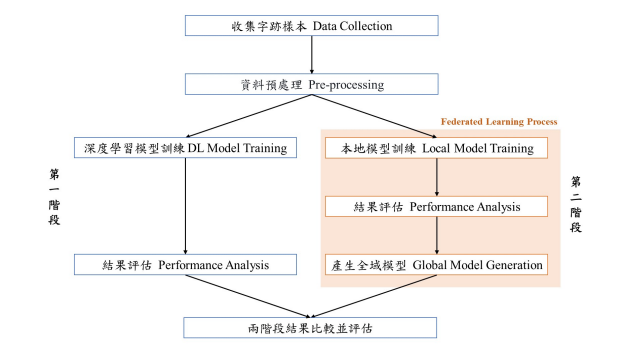 收集字跡樣本 Data Collection
資料預處理 Pre-processing
Federated Learning Process
深度學習模型訓練 DL Model Training
本地模型訓練 Local Model Training
第一階段
結果評估 Performance Analysis
第二階段
結果評估 Performance Analysis
產生全域模型 Global Model Generation
兩階段結果比較並評估